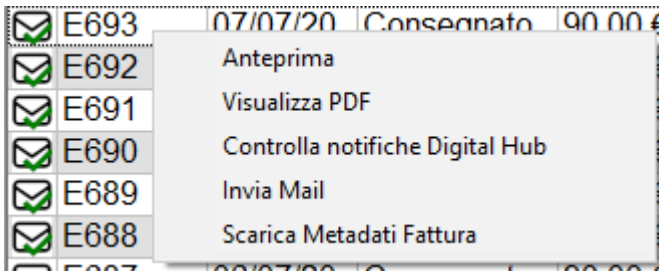 E693 07/07/20 Consegnato 90,00 €
E692 Anteprima
E691 Visualizza PDF
E690 Controlla notifiche Digital Hub
E689 Invia Mail
E688 Scarica Metadati Fattura